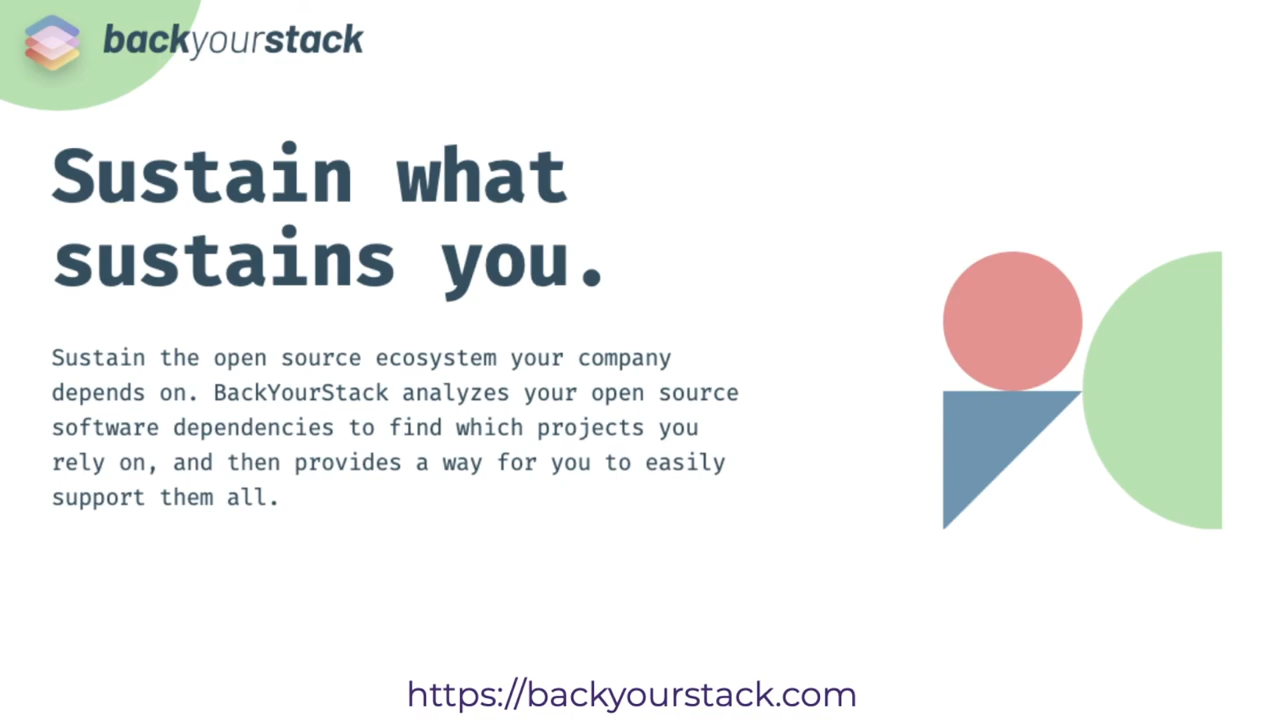 backyourstack
Sustain what
sustains you.
Sustain the open source ecosystem your company
depends on. BackYourStack analyzes your open source
software dependencies to find which projects you
rely on, and then provides a way for you to easily
support them all.
https://backyourstack.com